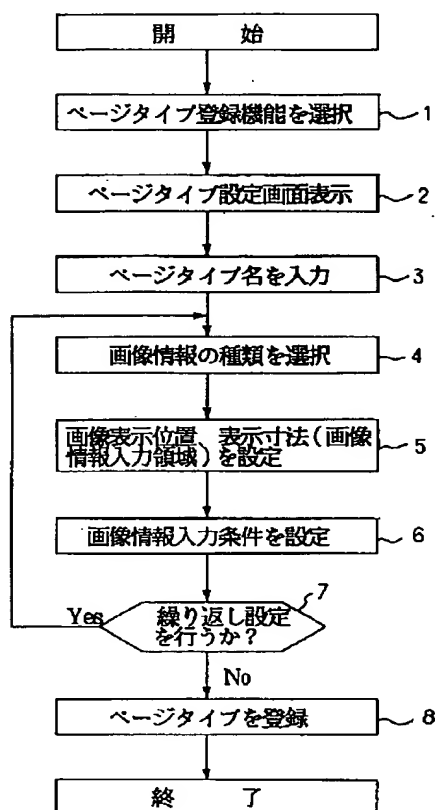 開 始
ページタイプ登録機能を選択 1
ページタイプ設定画面表示 2
ページタイプ名を入力 3
画像情報の種類を選択 4
画像表示位置、表示寸法(画像
情報入力領域)を設定 5
画像情報入力条件を設定 6
7
繰り返し設定
を行うか?
Yes
No
ページタイプを登録 8
終 了